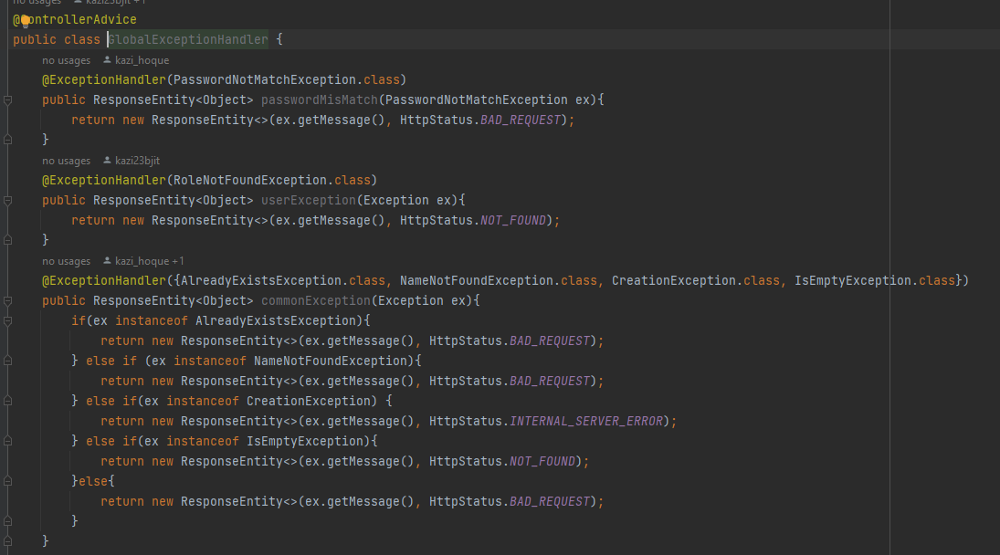 no usages kazi23bjit +1
@ControllerAdvice
public class GlobalExceptionHandler {
no usages kazi_hoque
@ExceptionHandler(PasswordNotMatchException.class)
public ResponseEntity<Object> passwordMisMatch(PasswordNotMatchException ex){
return new ResponseEntity<>(ex.getMessage(), HttpStatus.BAD_REQUEST);
}
no usages kazi23bjit
@ExceptionHandler(RoleNotFoundException.class)
public ResponseEntity<Object> userException(Exception ex){
return new ResponseEntity<>(ex.getMessage(), HttpStatus.NOT_FOUND);
}
no usages kazi_hoque +1
@ExceptionHandler({AlreadyExistsException.class, NameNotFoundException.class, CreationException.class, IsEmptyException.class})
public ResponseEntity<Object> commonException(Exception ex){
if(ex instanceof AlreadyExistsException){
return new ResponseEntity<>(ex.getMessage(), HttpStatus.BAD_REQUEST);
} else if (ex instanceof NameNotFoundException){
return new ResponseEntity<>(ex.getMessage(), HttpStatus.BAD_REQUEST);
} else if(ex instanceof CreationException) {
return new ResponseEntity<>(ex.getMessage(), HttpStatus.INTERNAL_SERVER_ERROR);
} else if(ex instanceof IsEmptyException){
return new ResponseEntity<>(ex.getMessage(), HttpStatus.NOT_FOUND);
}else{
return new ResponseEntity<>(ex.getMessage(), HttpStatus.BAD_REQUEST);
}
}